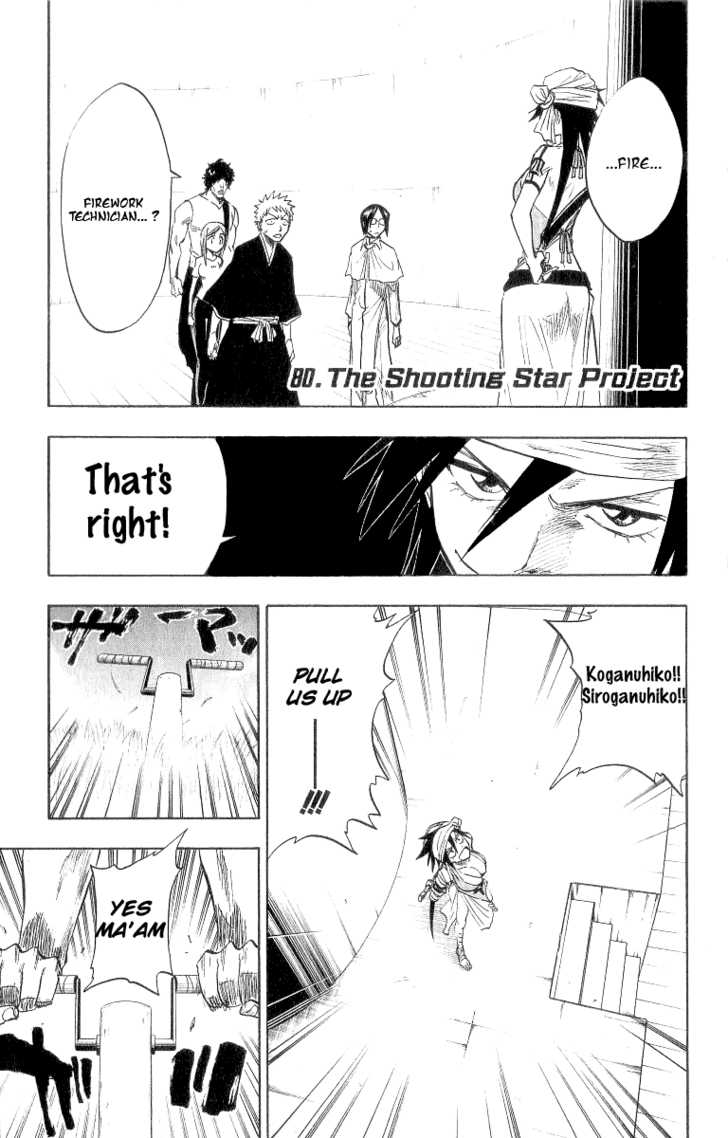 ...FIRE...
FIREWORK
TECHNICIAN... ?
80. The Shooting Star Project
That's
right!
Koganuhiko!!
Siroganuhiko!!
PULL
US UP
!!!
YES
MA'AM